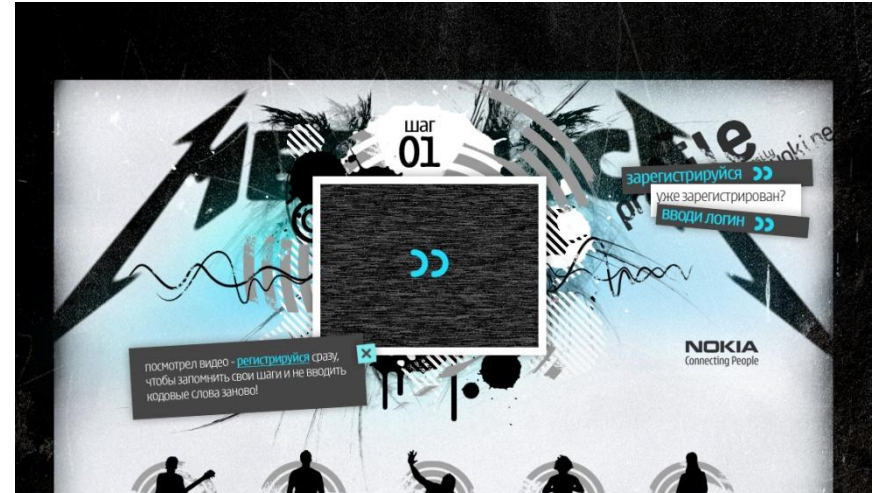 шаг
01
зарегистрируйся
уже зарегистрирован?
вводи логин
NOKIA
Connecting People
посмотрел видео - регистрируйся сразу,
чтобы запомнить свои шаги и не вводить
кодовые слова заново!